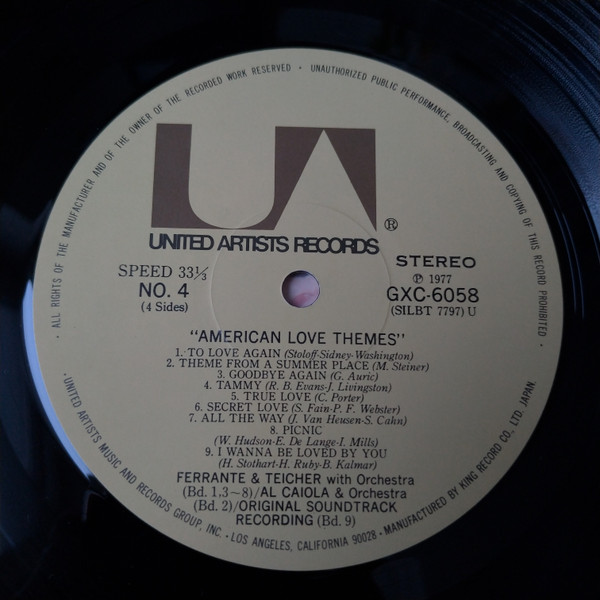 · ALL RIGHTS OF THE MANUFACTURER AND OF THE OWNER OF THE RECORDED WORK RESERVED · UNAUTHORIZED PUBLIC PERFORMANCE, BROADCASTING AND COPYING OF THIS RECORD PROHIBITED ·
UA
®
UNITED ARTISTS RECORDS
STEREO
SPEED 33⅓
℗ 1977
NO. 4
GXC-6058
(4 Sides)
(SILBT 7797) U
"AMERICAN LOVE THEMES"
1. TO LOVE AGAIN (Stoloff-Sidney-Washington)
2. THEME FROM A SUMMER PLACE (M. Steiner)
3. GOODBYE AGAIN (G. Auric)
4. TAMMY (R. B. Evans-J. Livingston)
5. TRUE LOVE (C. Porter)
6. SECRET LOVE (S. Fain-P. F. Webster)
7. ALL THE WAY (J. Van Heusen-S. Cahn)
8. PICNIC
(W. Hudson-E. De Lange-I. Mills)
9. I WANNA BE LOVED BY YOU
(H. Stothart-H. Ruby-B. Kalmar)
FERRANTE & TEICHER with Orchestra
(Bd. 1,3~8)/AL CAIOLA & Orchestra
(Bd. 2)/ORIGINAL SOUNDTRACK
RECORDING (Bd. 9)
· UNITED ARTISTS MUSIC AND RECORDS GROUP, INC. · LOS ANGELES, CALIFORNIA 90028 · MANUFACTURED BY KING RECORD CO., LTD. JAPAN.